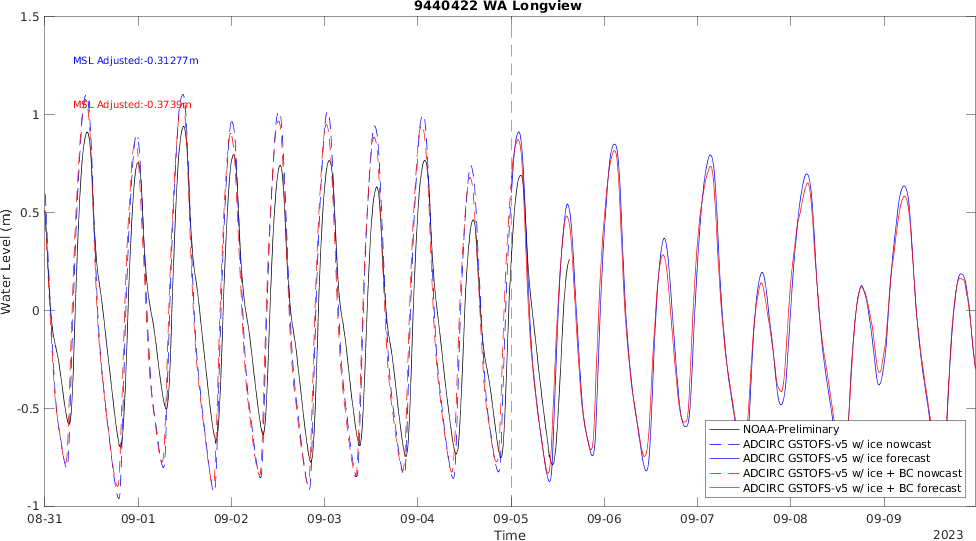 9440422 WA Longview
1.5
MSL Adjusted:-0.31277m
MSL Adjusted:-0.3739m
1
0.5
0
-0.5
-1
Water Level (m)
NOAA-Preliminary
ADCIRC GSTOFS-v5 w/ ice nowcast
ADCIRC GSTOFS-v5 w/ ice forecast
ADCIRC GSTOFS-v5 w/ ice + BC nowcast
ADCIRC GSTOFS-v5 w/ ice + BC forecast
08-31 09-01 09-02 09-03 09-04 09-05 09-06 09-07 09-08 09-09
Time
2023